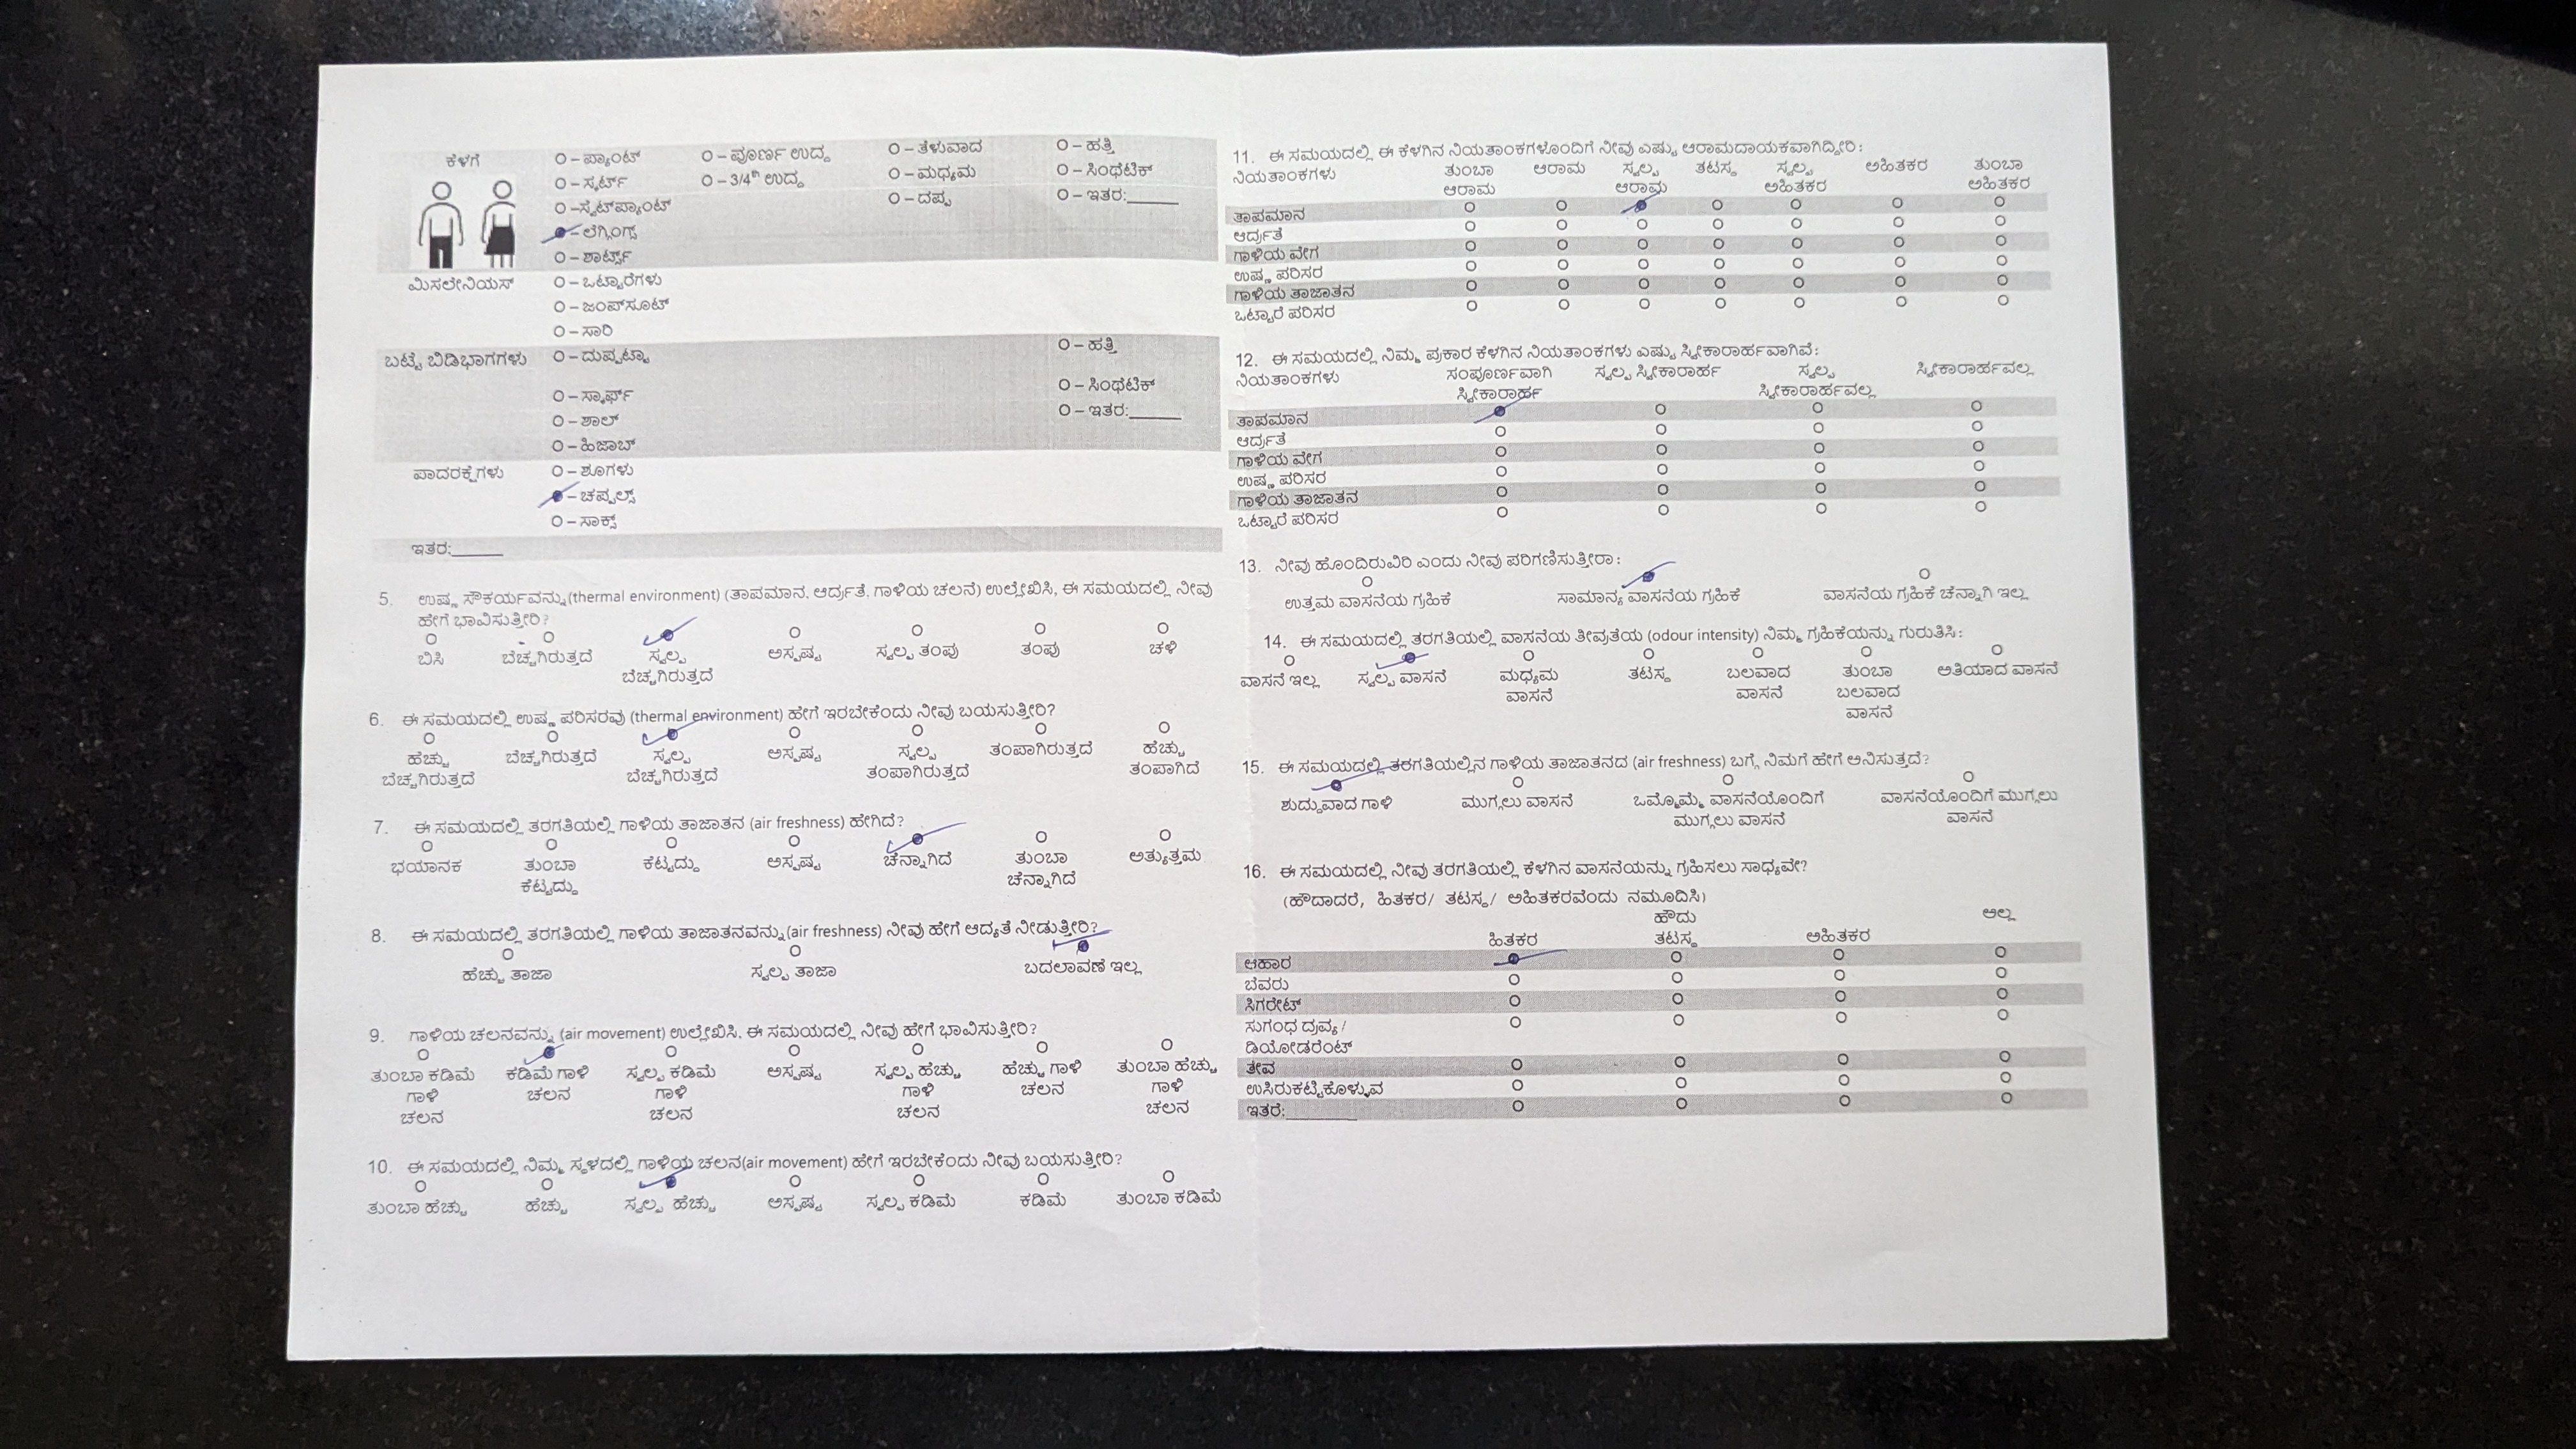 ಕೆಳಗೆ
O – ಪ್ಯಾಂಟ್ O – ಪೂರ್ಣ ಉದ್ದ O – ತೆಳುವಾದ O – ಹತ್ತಿ
O – ಸ್ಕರ್ಟ್ O – 3/4th ಉದ್ದ O – ಮಧ್ಯಮ O – ಸಿಂಥೆಟಿಕ್
O –ಸ್ವೆಟ್‌ಪ್ಯಾಂಟ್ O – ದಪ್ಪ O – ಇತರ:______
– ಲೆಗ್ಗಿಂಗ್ಸ್
O – ಶಾರ್ಟ್ಸ್
ಮಿಸಲೇನಿಯಸ್ O – ಒಟ್ಟಾರೆಗಳು
O – ಜಂಪ್‌ಸೂಟ್
O – ಸಾರಿ
ಬಟ್ಟೆ ಬಿಡಿಭಾಗಗಳು O – ದುಪ್ಪಟ್ಟಾ O – ಹತ್ತಿ
O – ಸ್ಕಾರ್ಫ್ O – ಸಿಂಥೆಟಿಕ್
O – ಶಾಲ್ O – ಇತರ:______
O – ಹಿಜಾಬ್
ಪಾದರಕ್ಷೆಗಳು O – ಶೂಗಳು
– ಚಪ್ಪಲ್ಸ್
O – ಸಾಕ್ಸ್
ಇತರ:______
5. ಉಷ್ಣ ಸೌಕರ್ಯವನ್ನು(thermal environment) (ತಾಪಮಾನ, ಆರ್ದ್ರತೆ, ಗಾಳಿಯ ಚಲನೆ) ಉಲ್ಲೇಖಿಸಿ, ಈ ಸಮಯದಲ್ಲಿ ನೀವು
ಹೇಗೆ ಭಾವಿಸುತ್ತೀರಿ?
ಬಿಸಿ ಬೆಚ್ಚಗಿರುತ್ತದೆ ಸ್ವಲ್ಪ ಅಸ್ಪಷ್ಟ ಸ್ವಲ್ಪ ತಂಪು ತಂಪು ಚಳಿ
ಬೆಚ್ಚಗಿರುತ್ತದೆ
6. ಈ ಸಮಯದಲ್ಲಿ ಉಷ್ಣ ಪರಿಸರವು (thermal environment) ಹೇಗೆ ಇರಬೇಕೆಂದು ನೀವು ಬಯಸುತ್ತೀರಿ?
ಹೆಚ್ಚು ಬೆಚ್ಚಗಿರುತ್ತದೆ ಸ್ವಲ್ಪ ಅಸ್ಪಷ್ಟ ಸ್ವಲ್ಪ ತಂಪಾಗಿರುತ್ತದೆ ಹೆಚ್ಚು
ಬೆಚ್ಚಗಿರುತ್ತದೆ ಬೆಚ್ಚಗಿರುತ್ತದೆ ತಂಪಾಗಿರುತ್ತದೆ ತಂಪಾಗಿದೆ
7. ಈ ಸಮಯದಲ್ಲಿ ತರಗತಿಯಲ್ಲಿ ಗಾಳಿಯ ತಾಜಾತನ (air freshness) ಹೇಗಿದೆ?
ಭಯಾನಕ ತುಂಬಾ ಕೆಟ್ಟದ್ದು ಅಸ್ಪಷ್ಟ ಚೆನ್ನಾಗಿದೆ ತುಂಬಾ ಅತ್ಯುತ್ತಮ
ಕೆಟ್ಟದ್ದು ಚೆನ್ನಾಗಿದೆ
8. ಈ ಸಮಯದಲ್ಲಿ ತರಗತಿಯಲ್ಲಿ ಗಾಳಿಯ ತಾಜಾತನವನ್ನು(air freshness) ನೀವು ಹೇಗೆ ಆದ್ಯತೆ ನೀಡುತ್ತೀರಿ?
ಹೆಚ್ಚು ತಾಜಾ ಸ್ವಲ್ಪ ತಾಜಾ ಬದಲಾವಣೆ ಇಲ್ಲ
9. ಗಾಳಿಯ ಚಲನವನ್ನು (air movement) ಉಲ್ಲೇಖಿಸಿ, ಈ ಸಮಯದಲ್ಲಿ ನೀವು ಹೇಗೆ ಭಾವಿಸುತ್ತೀರಿ?
ತುಂಬಾ ಕಡಿಮೆ ಕಡಿಮೆ ಗಾಳಿ ಸ್ವಲ್ಪ ಕಡಿಮೆ ಅಸ್ಪಷ್ಟ ಸ್ವಲ್ಪ ಹೆಚ್ಚು ಹೆಚ್ಚು ಗಾಳಿ ತುಂಬಾ ಹೆಚ್ಚು
ಗಾಳಿ ಚಲನ ಗಾಳಿ ಗಾಳಿ ಚಲನ ಗಾಳಿ
ಚಲನ ಚಲನ ಚಲನ ಚಲನ
10. ಈ ಸಮಯದಲ್ಲಿ ನಿಮ್ಮ ಸ್ಥಳದಲ್ಲಿ ಗಾಳಿಯ ಚಲನ(air movement) ಹೇಗೆ ಇರಬೇಕೆಂದು ನೀವು ಬಯಸುತ್ತೀರಿ?
ತುಂಬಾ ಹೆಚ್ಚು ಹೆಚ್ಚು ಸ್ವಲ್ಪ ಹೆಚ್ಚು ಅಸ್ಪಷ್ಟ ಸ್ವಲ್ಪ ಕಡಿಮೆ ಕಡಿಮೆ ತುಂಬಾ ಕಡಿಮೆ
11. ಈ ಸಮಯದಲ್ಲಿ ಈ ಕೆಳಗಿನ ನಿಯತಾಂಕಗಳೊಂದಿಗೆ ನೀವು ಎಷ್ಟು ಆರಾಮದಾಯಕವಾಗಿದ್ದೀರಿ:
ನಿಯತಾಂಕಗಳು ತುಂಬಾ ಆರಾಮ ಸ್ವಲ್ಪ ತಟಸ್ಥ ಸ್ವಲ್ಪ ಅಹಿತಕರ ತುಂಬಾ
ಆರಾಮ ಆರಾಮ ಅಹಿತಕರ ಅಹಿತಕರ
ತಾಪಮಾನ
ಆರ್ದ್ರತೆ
ಗಾಳಿಯ ವೇಗ
ಉಷ್ಣ ಪರಿಸರ
ಗಾಳಿಯ ತಾಜಾತನ
ಒಟ್ಟಾರೆ ಪರಿಸರ
12. ಈ ಸಮಯದಲ್ಲಿ ನಿಮ್ಮ ಪ್ರಕಾರ ಕೆಳಗಿನ ನಿಯತಾಂಕಗಳು ಎಷ್ಟು ಸ್ವೀಕಾರಾರ್ಹವಾಗಿವೆ:
ನಿಯತಾಂಕಗಳು ಸಂಪೂರ್ಣವಾಗಿ ಸ್ವಲ್ಪ ಸ್ವೀಕಾರಾರ್ಹ ಸ್ವಲ್ಪ ಸ್ವೀಕಾರಾರ್ಹವಲ್ಲ
ಸ್ವೀಕಾರಾರ್ಹ ಸ್ವೀಕಾರಾರ್ಹವಲ್ಲ
ತಾಪಮಾನ
ಆರ್ದ್ರತೆ
ಗಾಳಿಯ ವೇಗ
ಉಷ್ಣ ಪರಿಸರ
ಗಾಳಿಯ ತಾಜಾತನ
ಒಟ್ಟಾರೆ ಪರಿಸರ
13. ನೀವು ಹೊಂದಿರುವಿರಿ ಎಂದು ನೀವು ಪರಿಗಣಿಸುತ್ತೀರಾ:
ಉತ್ತಮ ವಾಸನೆಯ ಗ್ರಹಿಕೆ ಸಾಮಾನ್ಯ ವಾಸನೆಯ ಗ್ರಹಿಕೆ ವಾಸನೆಯ ಗ್ರಹಿಕೆ ಚೆನ್ನಾಗಿ ಇಲ್ಲ
14. ಈ ಸಮಯದಲ್ಲಿ ತರಗತಿಯಲ್ಲಿ ವಾಸನೆಯ ತೀವ್ರತೆಯ (odour intensity) ನಿಮ್ಮ ಗ್ರಹಿಕೆಯನ್ನು ಗುರುತಿಸಿ:
ವಾಸನೆ ಇಲ್ಲ ಸ್ವಲ್ಪ ವಾಸನೆ ಮಧ್ಯಮ ತಟಸ್ಥ ಬಲವಾದ ತುಂಬಾ ಅತಿಯಾದ ವಾಸನೆ
ವಾಸನೆ ವಾಸನೆ ಬಲವಾದ
ವಾಸನೆ
15. ಈ ಸಮಯದಲ್ಲಿ ತರಗತಿಯಲ್ಲಿನ ಗಾಳಿಯ ತಾಜಾತನದ (air freshness) ಬಗ್ಗೆ ನಿಮಗೆ ಹೇಗೆ ಅನಿಸುತ್ತದೆ?
ಶುದ್ಧವಾದ ಗಾಳಿ ಮುಗ್ಗಲು ವಾಸನೆ ಒಮ್ಮೊಮ್ಮೆ ವಾಸನೆಯೊಂದಿಗೆ ವಾಸನೆಯೊಂದಿಗೆ ಮುಗ್ಗಲು
ಮುಗ್ಗಲು ವಾಸನೆ ವಾಸನೆ
16. ಈ ಸಮಯದಲ್ಲಿ ನೀವು ತರಗತಿಯಲ್ಲಿ ಕೆಳಗಿನ ವಾಸನೆಯನ್ನು ಗ್ರಹಿಸಲು ಸಾಧ್ಯವೇ?
(ಹೌದಾದರೆ, ಹಿತಕರ/ ತಟಸ್ಥ/ ಅಹಿತಕರವೆಂದು ನಮೂದಿಸಿ)
ಹೌದು ಅಲ್ಲ
ಹಿತಕರ ತಟಸ್ಥ ಅಹಿತಕರ
ಆಹಾರ
ಬೆವರು
ಸಿಗರೇಟ್
ಸುಗಂಧ ದ್ರವ್ಯ/
ಡಿಯೋಡರೆಂಟ್
ತೇವ
ಉಸಿರುಕಟ್ಟಿಕೊಳ್ಳುವ
ಇತರೆ:________